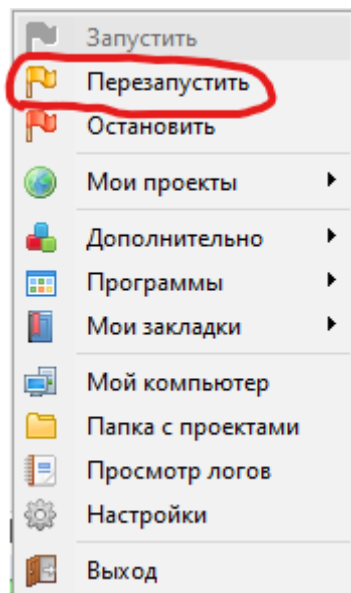 Запустить
Перезапустить
Остановить
Мои проекты
Дополнительно
Программы
Мои закладки
Мой компьютер
Папка с проектами
Просмотр логов
Настройки
Выход